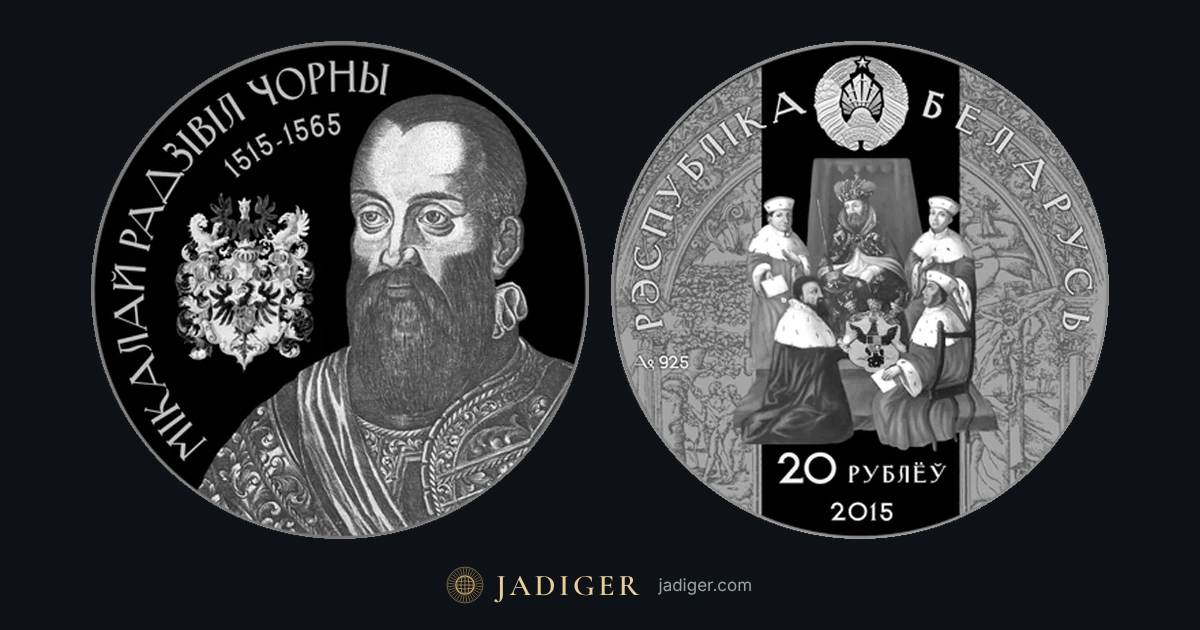 МІКАЛАЙ РАДЗІВІЛ ЧОРНЫ
1515-1565
РЭСПУБЛІКА БЕЛАРУСЬ
Ag 925
20 РУБЛЁЎ
2015
JADIGER jadiger.com